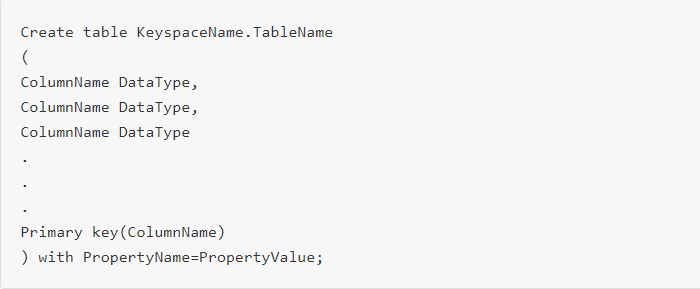 Create table KeyspaceName.TableName
(
ColumnName DataType,
ColumnName DataType,
ColumnName DataType
.
.
.
Primary key(ColumnName)
) with PropertyName=PropertyValue;